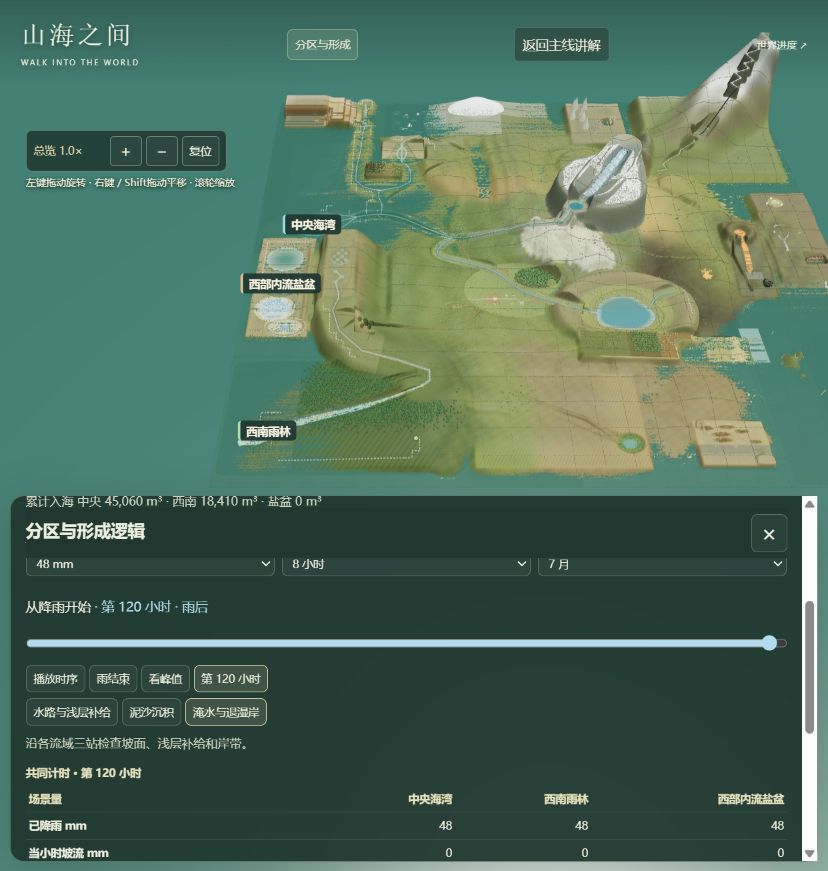 山海之间
WALK INTO THE WORLD
分区与形成
返回主线讲解
世界进度 ↗
总览 1.0× + − 复位
左键拖动旋转 · 右键 / Shift拖动平移 · 滚轮缩放
中央海湾
西部内流盐盆
西南雨林
累计入海 中央 45,060 m³ · 西南 18,410 m³ · 盐盆 0 m³
分区与形成逻辑
×
48 mm 8 小时 7 月
从降雨开始 · 第 120 小时 · 雨后
播放时序 雨结束 看峰值 第 120 小时
水路与浅层补给 泥沙沉积 淹水与退湿岸
沿各流域三站检查坡面、浅层补给和岸带。
共同计时 • 第 120 小时
场景量 中央海湾 西南雨林 西部内流盐盆
已降雨 mm 48 48 48
当小时坡流 mm 0 0 0